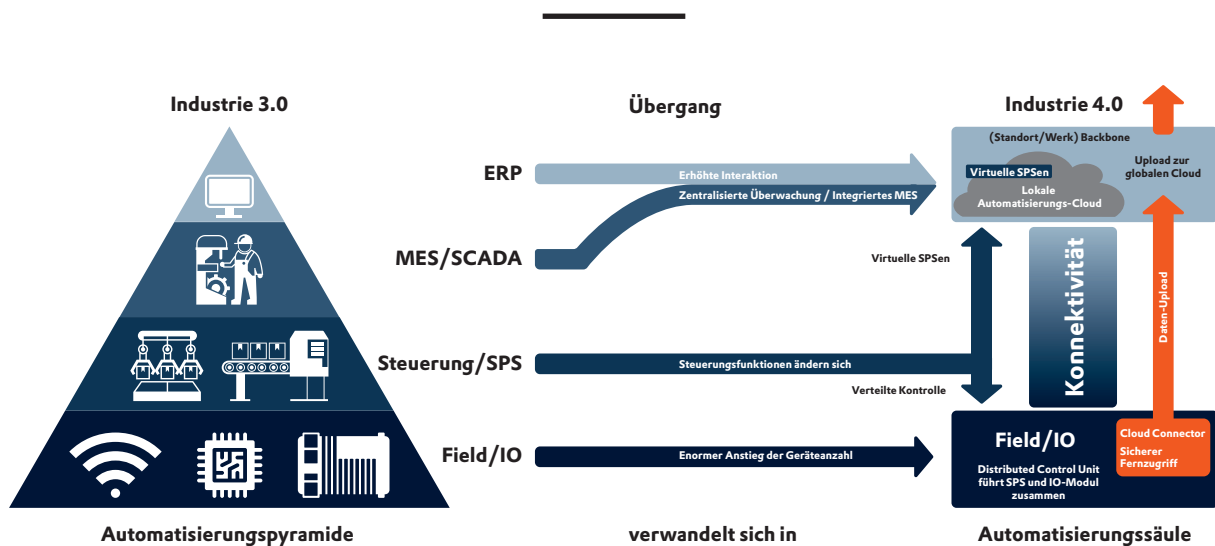 Industrie 3.0
Übergang
Industrie 4.0
ERP
Erhöhte Interaktion
Zentralisierte Überwachung / Integriertes MES
MES/SCADA
Steuerung/SPS
Steuerungsfunktionen ändern sich
Field/IO
Enormer Anstieg der Geräteanzahl
Virtuelle SPSen
Verteilte Kontrolle
(Standort/Werk) Backbone
Virtuelle SPSen
Lokale
Automatisierungs-Cloud
Upload zur
globalen Cloud
Konnektivität
Daten-Upload
Field/IO
Distributed Control Unit
führt SPS und IO-Modul
zusammen
Cloud Connector
Sicherer
Fernzugriff
Automatisierungspyramide
verwandelt sich in
Automatisierungssäule